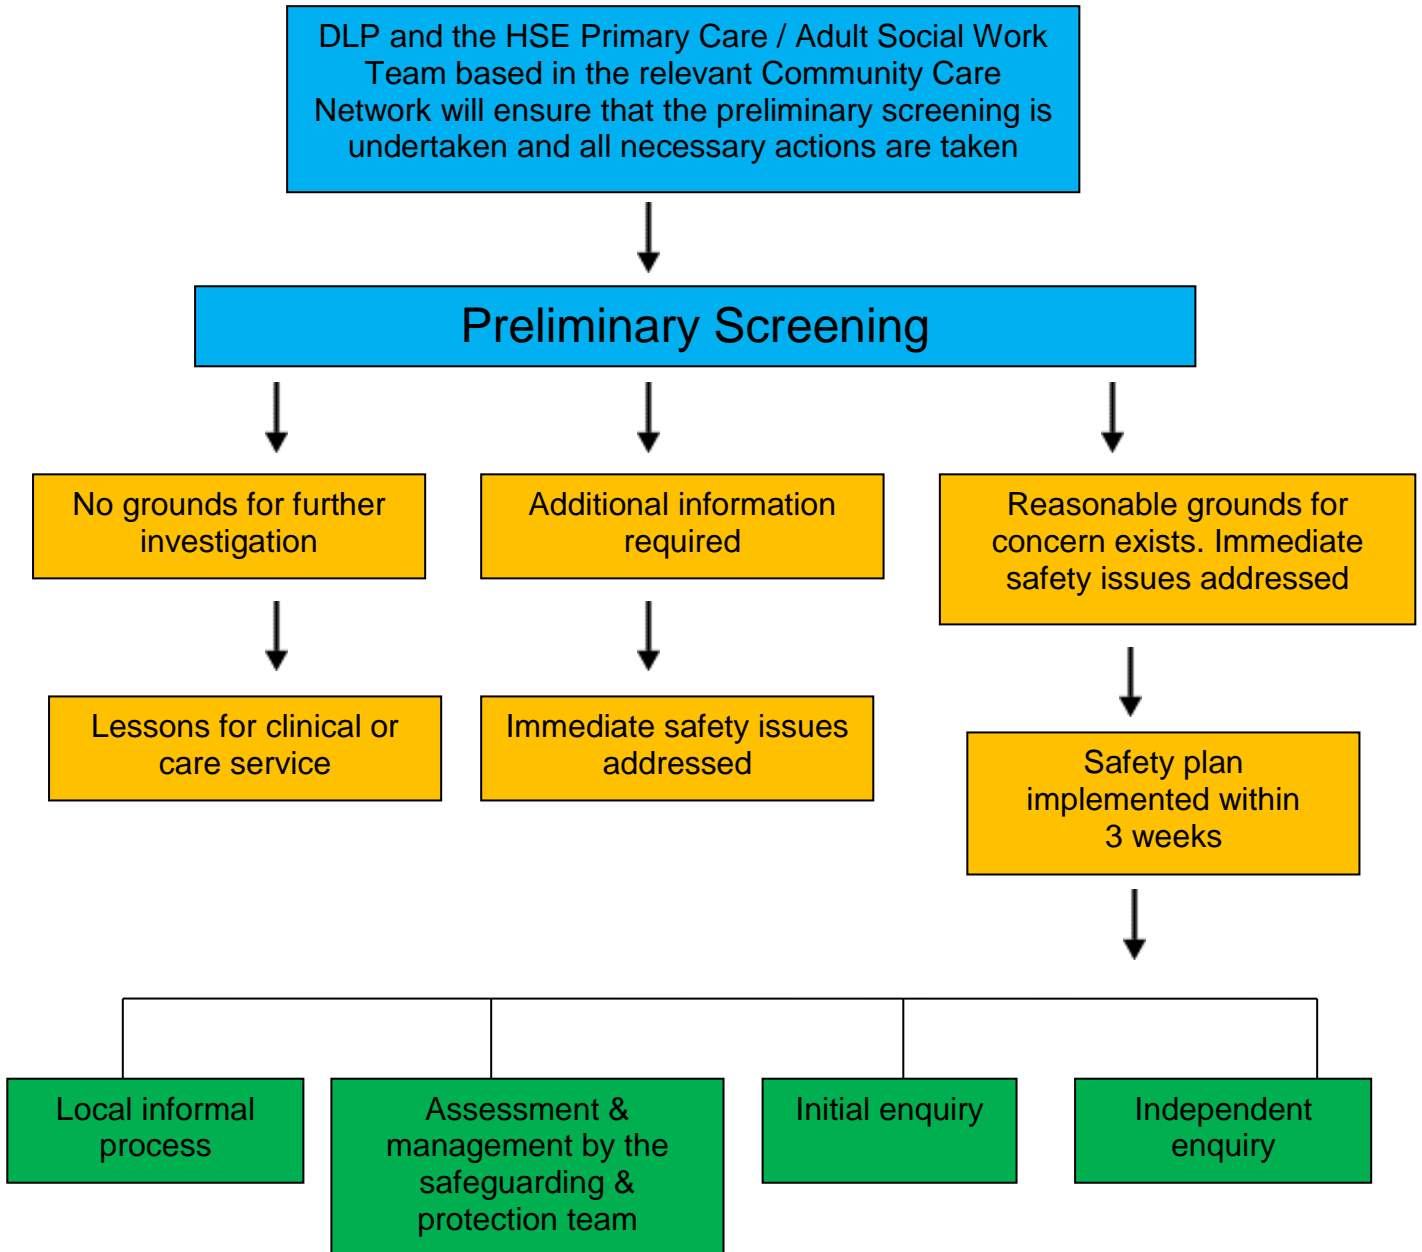 DLP and the HSE Primary Care / Adult Social Work
Team based in the relevant Community Care
Network will ensure that the preliminary screening is
undertaken and all necessary actions are taken
Preliminary Screening
No grounds for further
investigation
Additional information
required
Reasonable grounds for
concern exists. Immediate
safety issues addressed
Lessons for clinical or
care service
Immediate safety issues
addressed
Safety plan
implemented within
3 weeks
Local informal
process
Assessment &
management by the
safeguarding &
protection team
Initial enquiry
Independent
enquiry